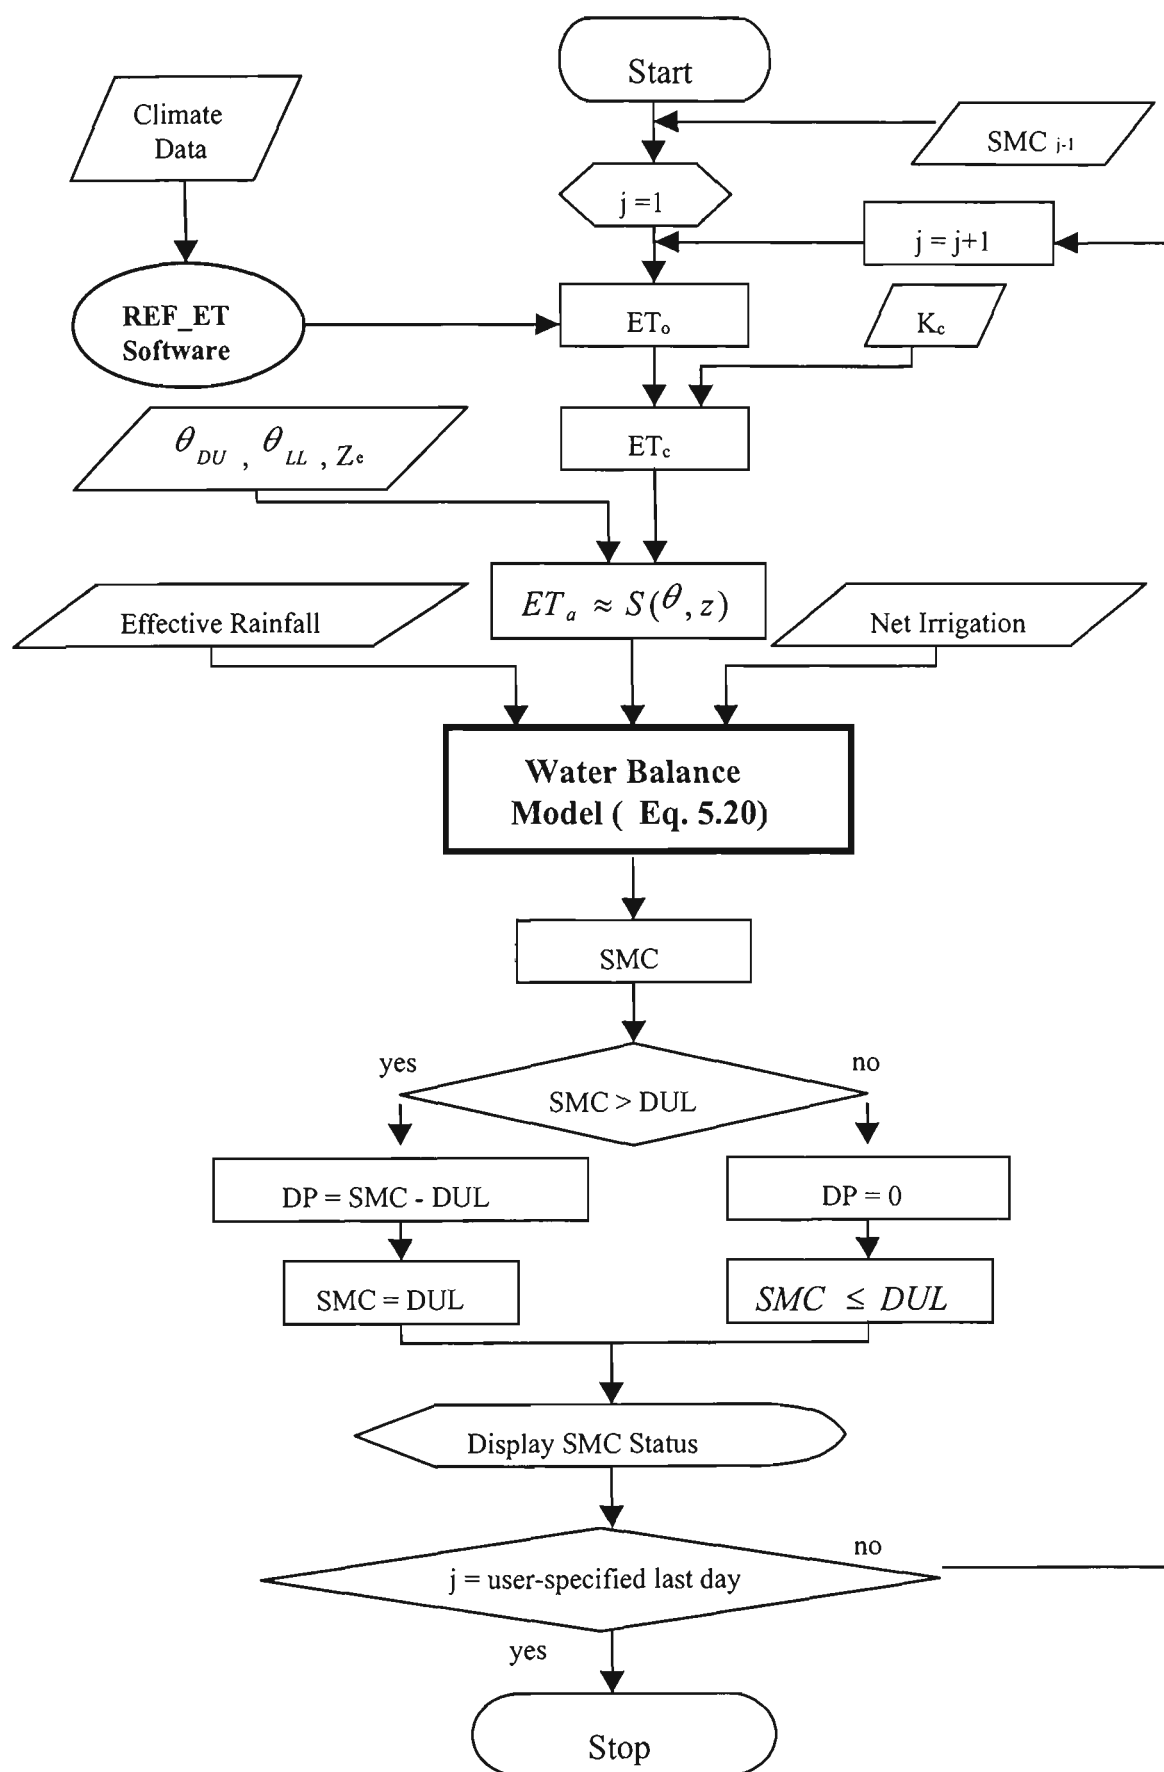 Start
Climate
Data
SMC j-1
j =1
j = j+1
REF_ET
Software
ETo
Kc
θDU , θLL , Ze
ETc
ETa ≈ S(θ, z)
Effective Rainfall
Net Irrigation
Water Balance
Model ( Eq. 5.20)
SMC
yes
no
SMC > DUL
DP = SMC - DUL
DP = 0
SMC = DUL
SMC ≤ DUL
Display SMC Status
no
j = user-specified last day
yes
Stop